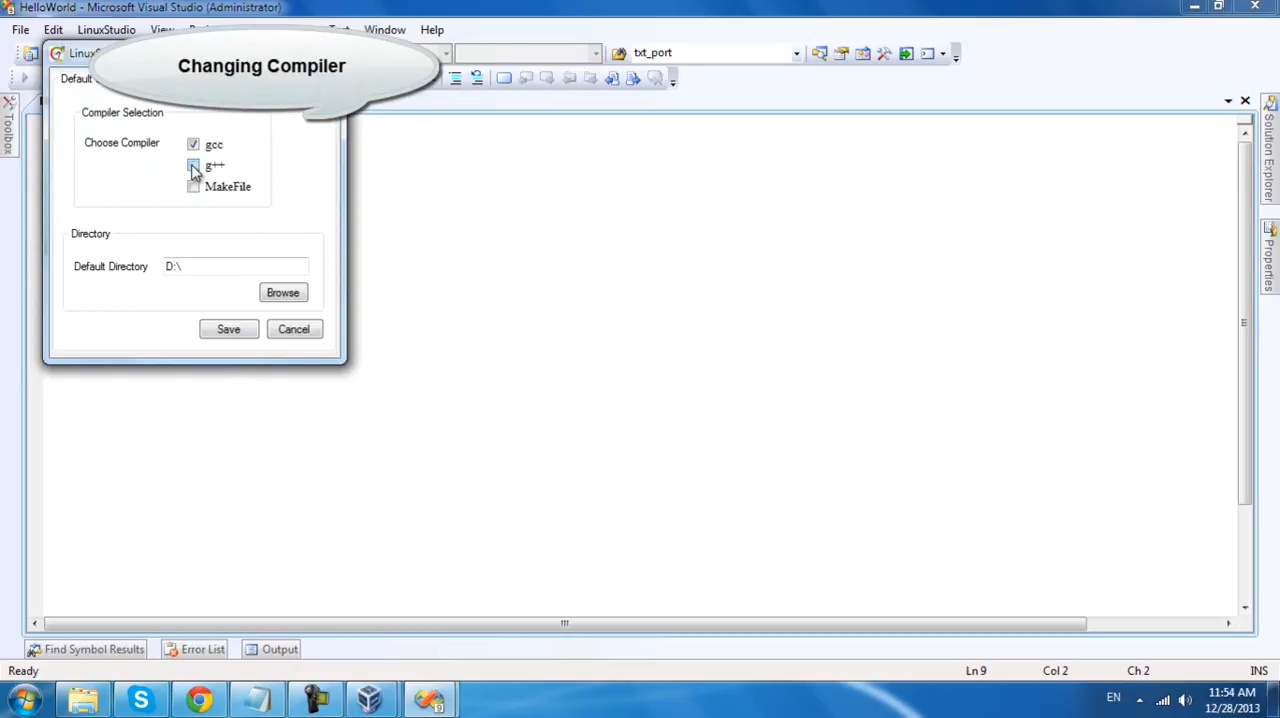 HelloWorld - Microsoft Visual Studio (Administrator)
File Edit LinuxStudio View Window Help
Changing Compiler
txt_port
Default
Compiler Selection
Choose Compiler
gcc
g++
MakeFile
Directory
Default Directory D:\
Browse
Save Cancel
Toolbox
Solution Explorer
Properties
Find Symbol Results Error List Output
Ready Ln 9 Col 2 Ch 2 INS
EN 11:54 AM
12/28/2013